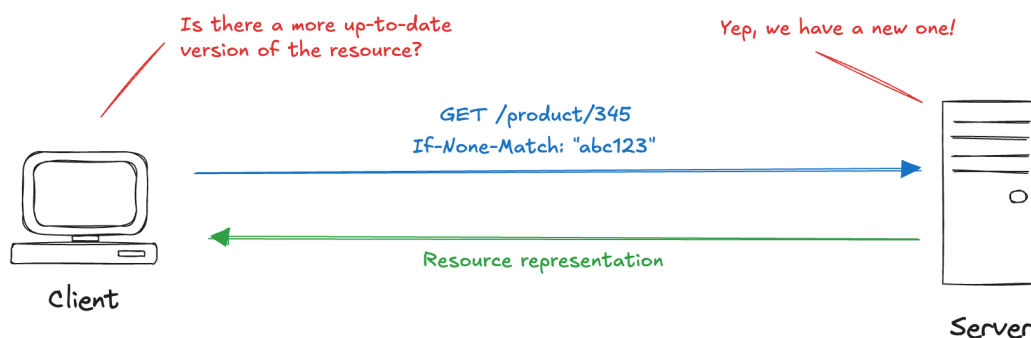 Is there a more up-to-date
version of the resource?
Yep, we have a new one!
GET /product/345
If-None-Match: "abc123"
Resource representation
Client
Server